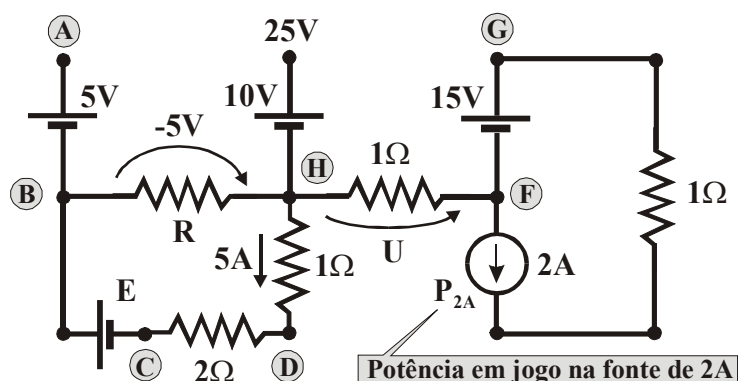 A
25V
G
5V
10V
15V
-5V
1Ω
H
B
F
1Ω
R
5A
1Ω
U
2A
E
P2A
C
2Ω
D
Potência em jogo na fonte de 2A